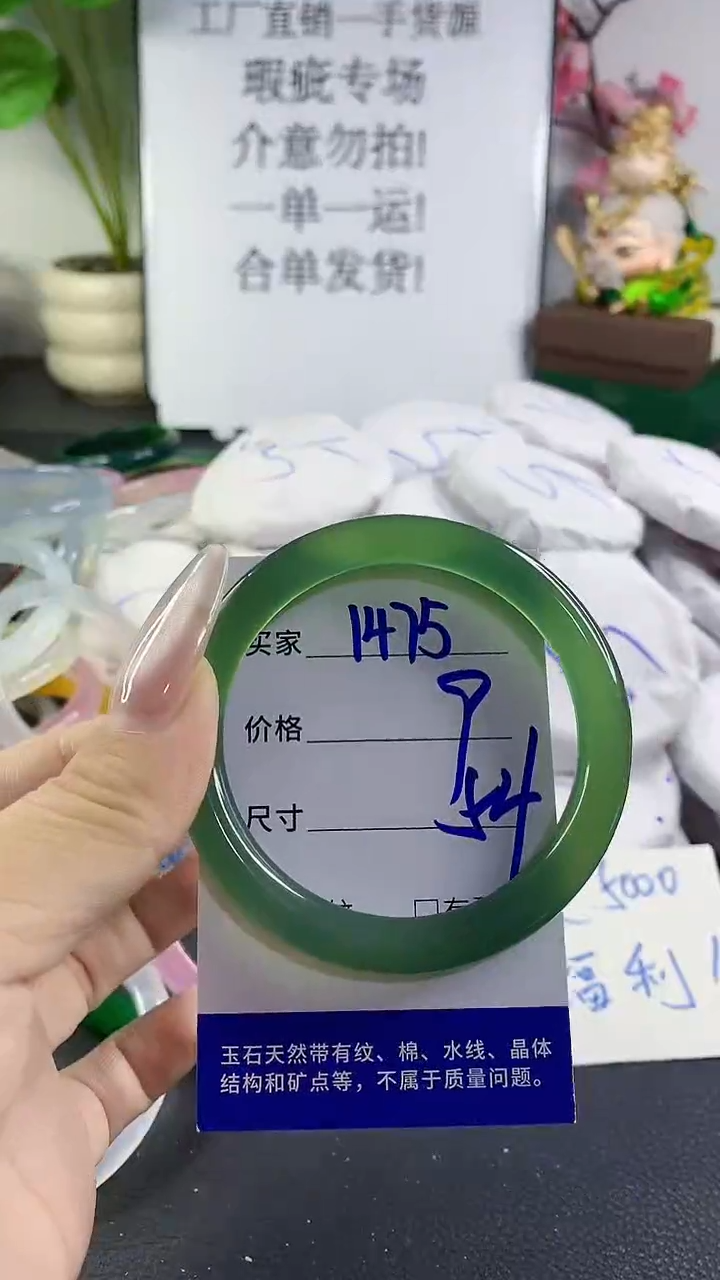 工厂直销一手货源
瑕疵专场
介意勿拍!
一单一运!
合单发货!
买家 1475
价格
尺寸 54
5000
福利
玉石天然带有纹、棉、水线、晶体
结构和矿点等，不属于质量问题。